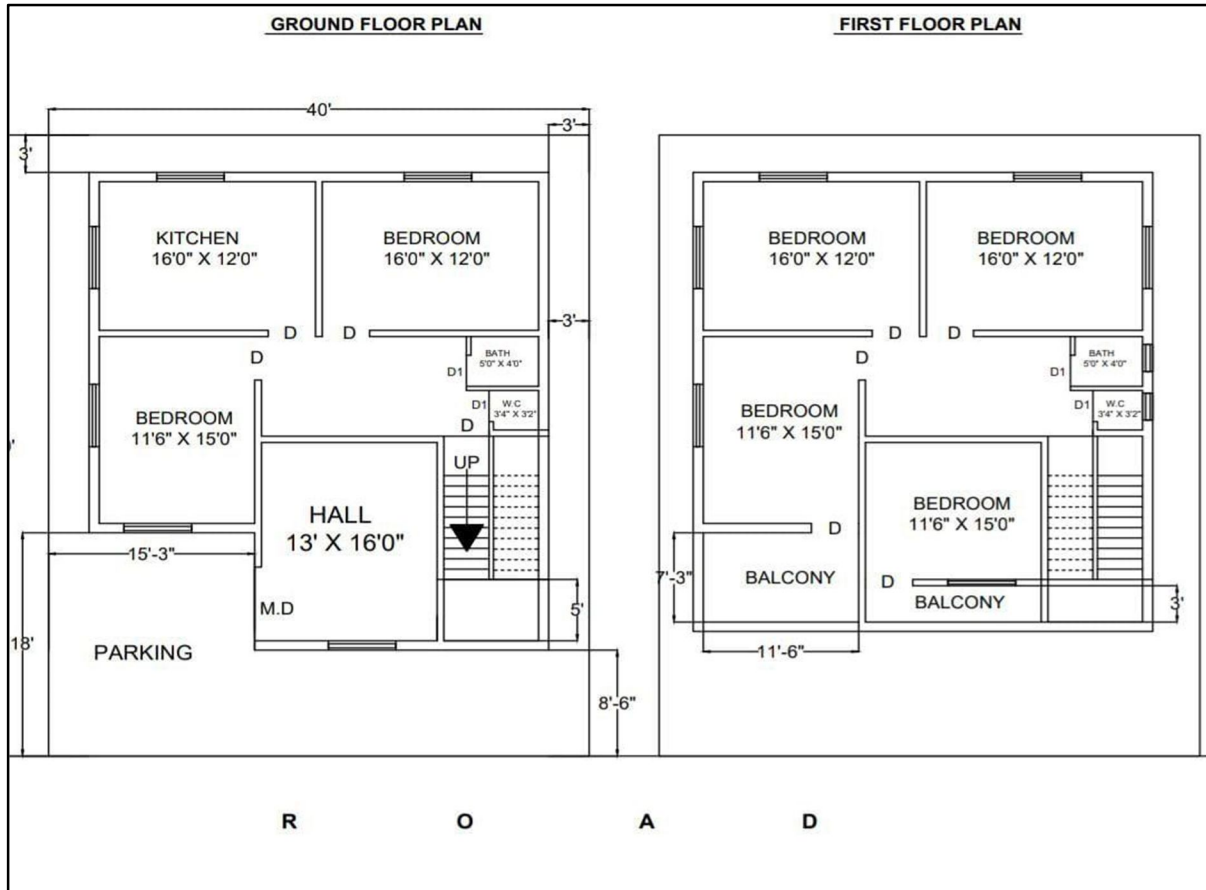 GROUND FLOOR PLAN
40'
3'
3'
KITCHEN
16'0" X 12'0"
BEDROOM
16'0" X 12'0"
3'
D
D
D
BATH
5'0" X 4'0"
D1
D1
W.C
3'4" X 3'2"
D
BEDROOM
11'6" X 15'0"
UP
HALL
13' X 16'0"
15'-3"
M.D
5'
18'
PARKING
8'-6"
FIRST FLOOR PLAN
BEDROOM
16'0" X 12'0"
BEDROOM
16'0" X 12'0"
D
D
D
BATH
5'0" X 4'0"
D1
D1
W.C
3'4" X 3'2"
BEDROOM
11'6" X 15'0"
BEDROOM
11'6" X 15'0"
D
7'-3"
BALCONY
D
BALCONY
3'
11'-6"
R O A D